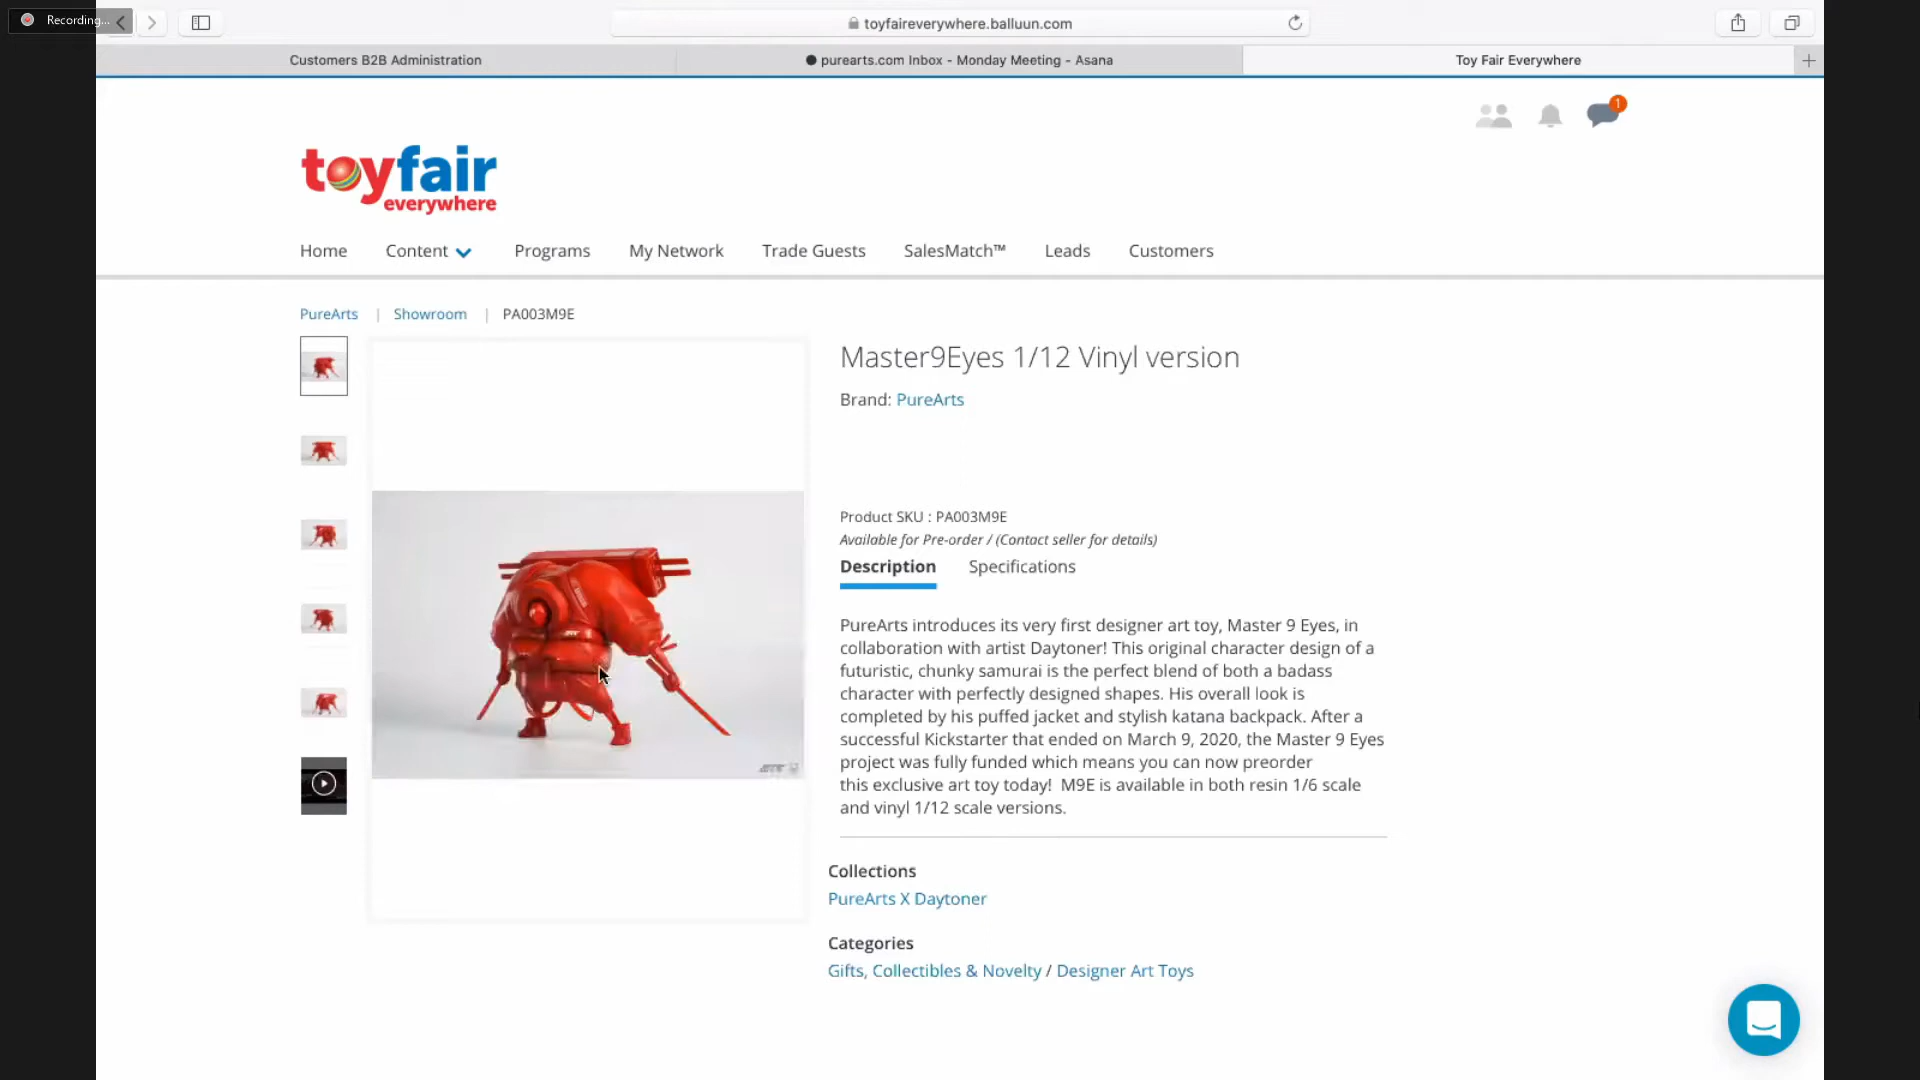 Recording...
toyfaireverywhere.balluun.com
Customers B2B Administration
purearts.com Inbox - Monday Meeting - Asana
Toy Fair Everywhere
1
toyfair
everywhere
Home
Content
Programs
My Network
Trade Guests
SalesMatch™
Leads
Customers
PureArts | Showroom | PA003M9E
Master9Eyes 1/12 Vinyl version
Brand: PureArts
Product SKU : PA003M9E
Available for Pre-order / (Contact seller for details)
Description
Specifications
PureArts introduces its very first designer art toy, Master 9 Eyes, in
collaboration with artist Daytoner! This original character design of a
futuristic, chunky samurai is the perfect blend of both a badass
character with perfectly designed shapes. His overall look is
completed by his puffed jacket and stylish katana backpack. After a
successful Kickstarter that ended on March 9, 2020, the Master 9 Eyes
project was fully funded which means you can now preorder
this exclusive art toy today!  M9E is available in both resin 1/6 scale
and vinyl 1/12 scale versions.
Collections
PureArts X Daytoner
Categories
Gifts, Collectibles & Novelty / Designer Art Toys